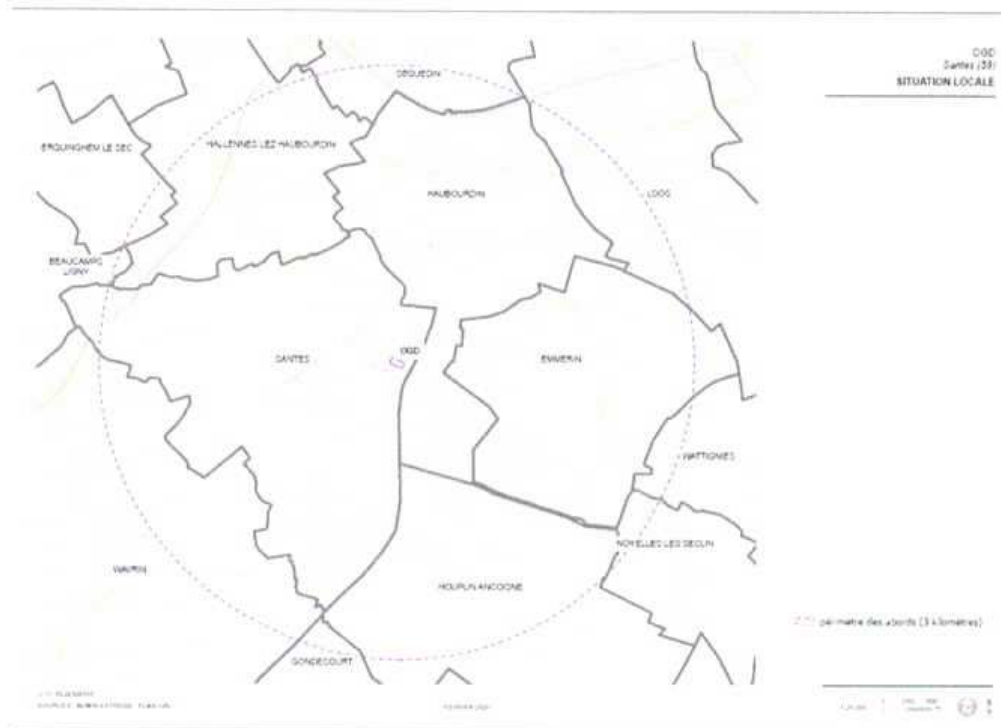 OGD
Santes (59)
SITUATION LOCALE
SEQUEDIN
ERQUINGHEM LE SEC
HALLENNES LEZ HAUBOURDIN
HAUBOURDIN
LOOS
BEAUCAMPS
LIGNY
SANTES
OGD
EMMERIN
WATTIGNIES
NOYELLES LES SECLIN
WAVRIN
HOUPLIN ANCOISNE
périmètre des abords (3 kilomètres)
GONDECOURT